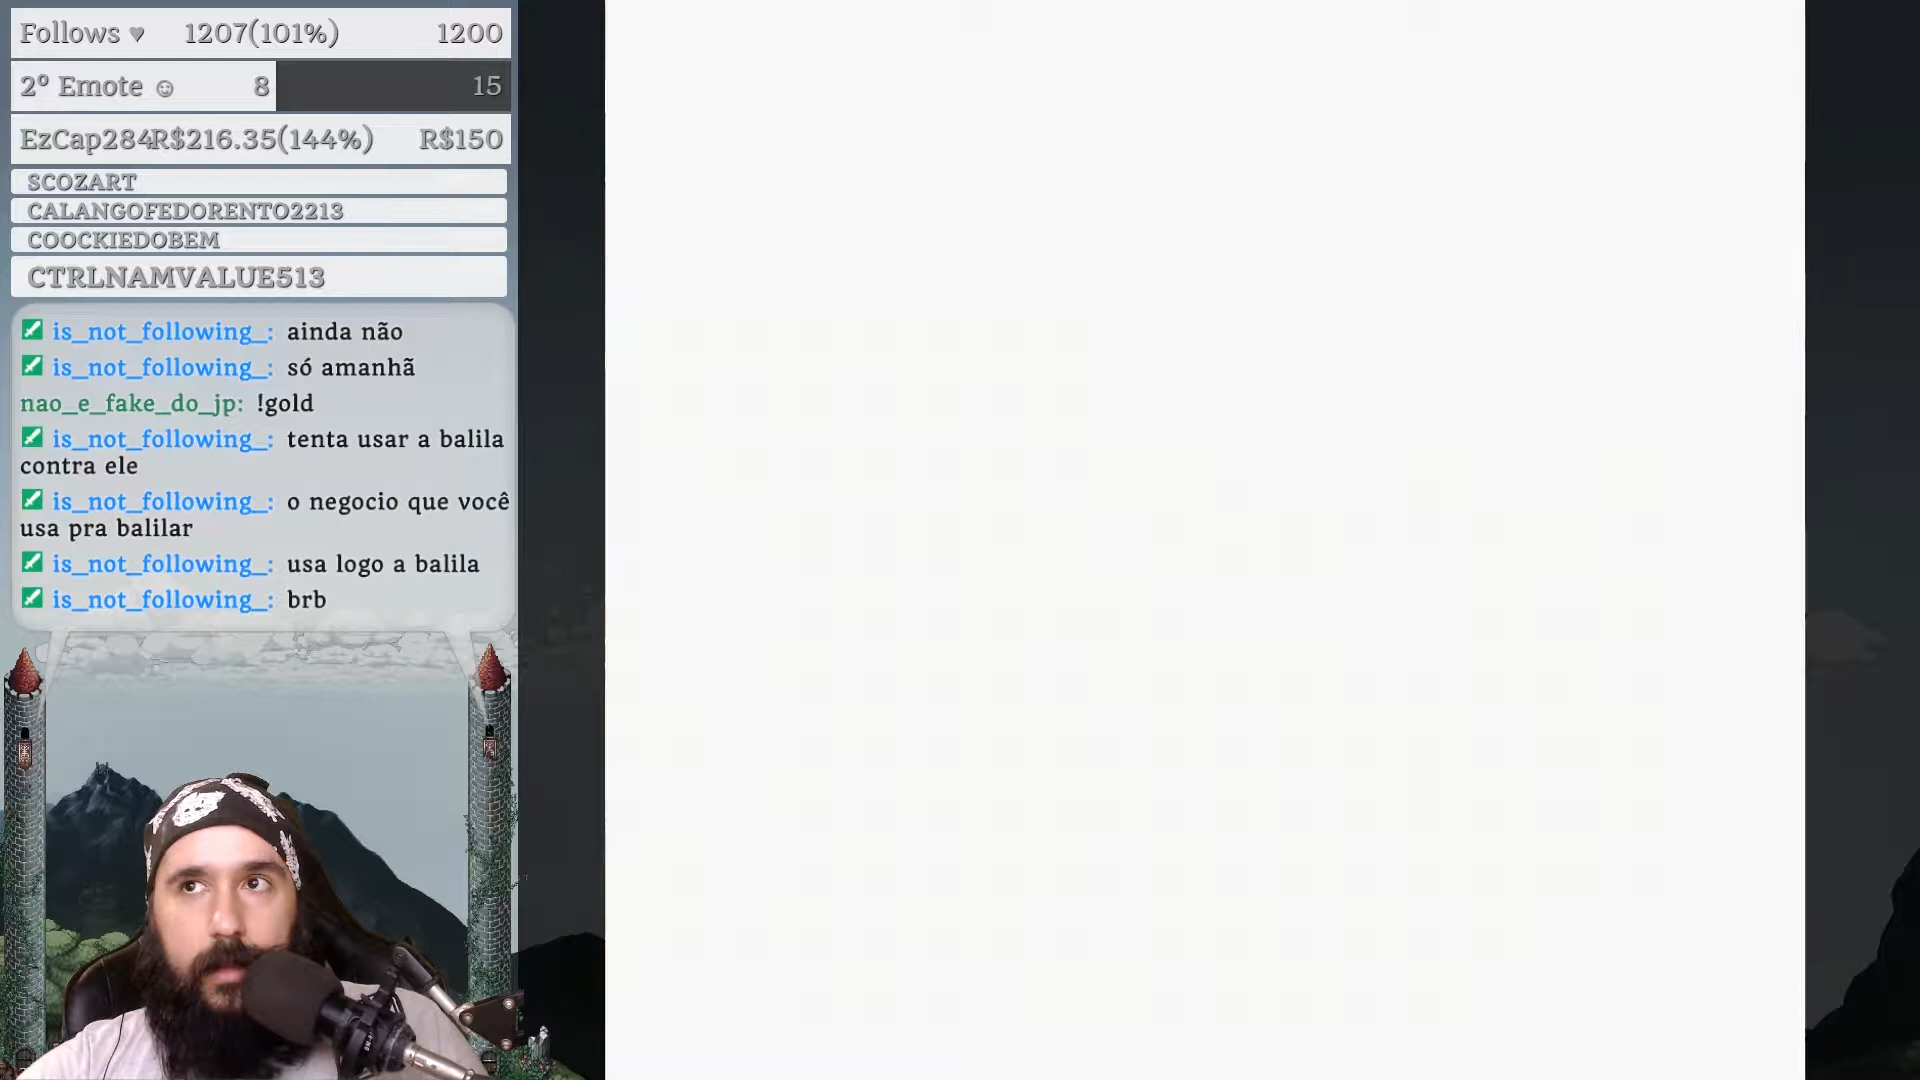 Follows ♥ 1207(101%) 1200
2º Emote ☺ 8 15
EzCap284R$216.35(144%) R$150
SCOZART
CALANGOFEDORENTO2213
COOCKIEDOBEM
CTRLNAMVALUE513
is_not_following_: ainda não
is_not_following_: só amanhã
nao_e_fake_do_jp: !gold
is_not_following_: tenta usar a balila
contra ele
is_not_following_: o negocio que você
usa pra balilar
is_not_following_: usa logo a balila
is_not_following_: brb